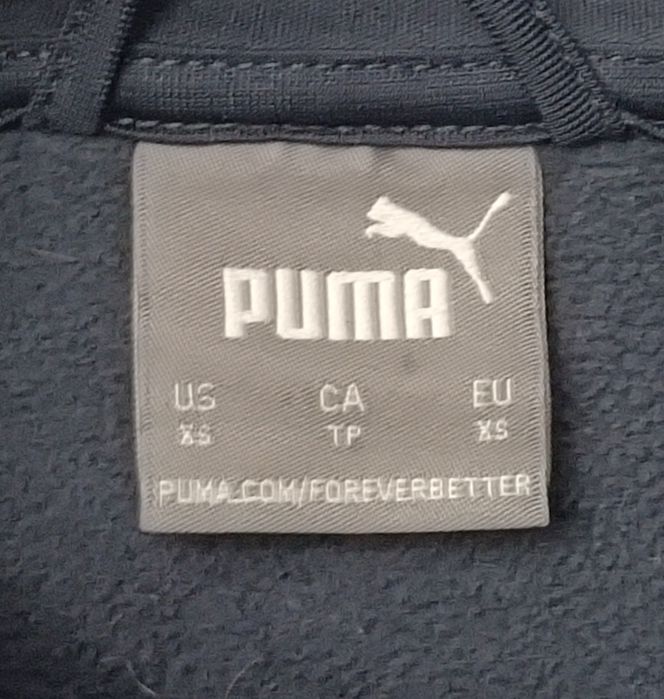 PUMA
US CA EU
XS TP XS
PUMA.COM/FOREVERBETTER